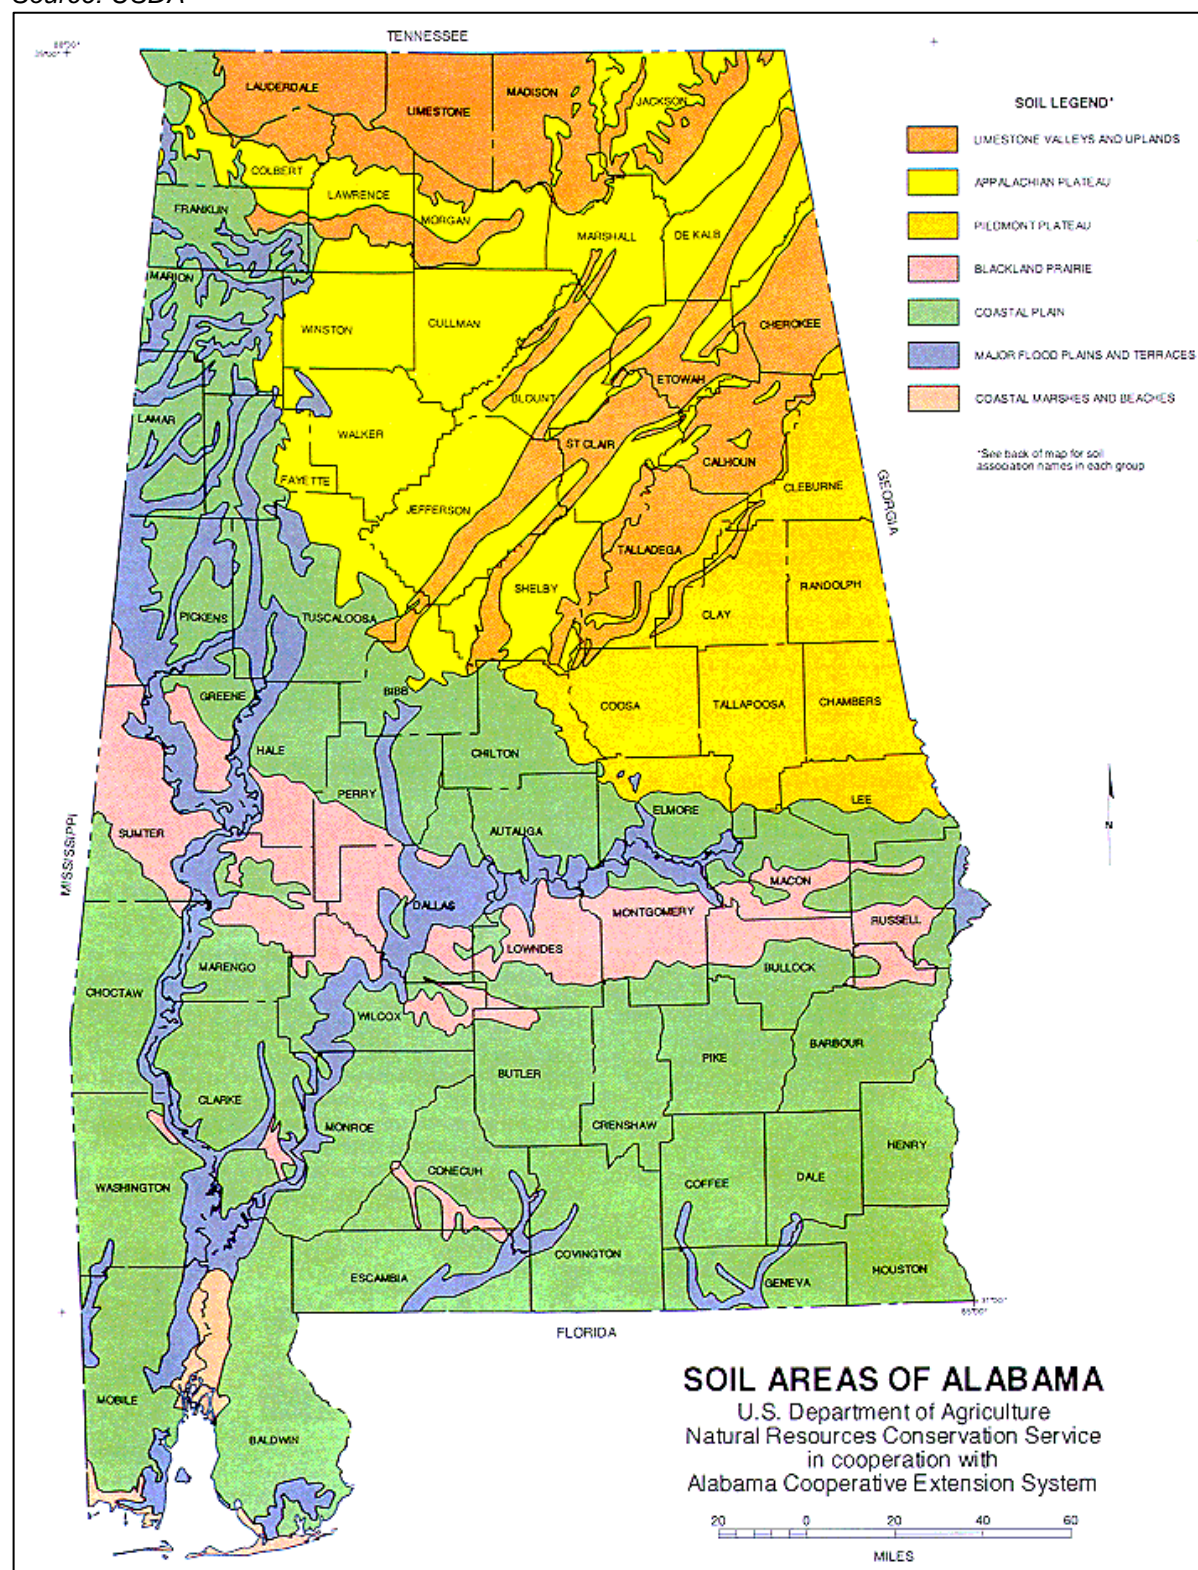 Source: USDA
TENNESSEE
LAUDERDALE
LIMESTONE
MADISON
JACKSON
COLBERT
LAWRENCE
FRANKLIN
MORGAN
MARSHALL
DE KALB
MARION
WINSTON
CULLMAN
CHEROKEE
ETOWAH
BLOUNT
LAMAR
WALKER
ST CLAIR
CALHOUN
FAYETTE
CLEBURNE
JEFFERSON
GEORGIA
TALLADEGA
RANDOLPH
SHELBY
PICKENS
TUSCALOOSA
CLAY
GREENE
BIBB
COOSA
TALLAPOOSA
CHAMBERS
HALE
CHILTON
PERRY
LEE
ELMORE
SUMTER
AUTAUGA
MISSISSIPPI
MACON
DALLAS
MONTGOMERY
RUSSELL
LOWNDES
MARENGO
BULLOCK
CHOCTAW
WILCOX
BARBOUR
PIKE
BUTLER
CLARKE
CRENSHAW
MONROE
HENRY
CONECUH
WASHINGTON
COFFEE
DALE
COVINGTON
ESCAMBIA
HOUSTON
GENEVA
FLORIDA
MOBILE
BALDWIN
SOIL LEGEND*
LIMESTONE VALLEYS AND UPLANDS
APPALACHIAN PLATEAU
PIEDMONT PLATEAU
BLACKLAND PRAIRIE
COASTAL PLAIN
MAJOR FLOOD PLAINS AND TERRACES
COASTAL MARSHES AND BEACHES
*See back of map for soil
association names in each group
N
SOIL AREAS OF ALABAMA
U.S. Department of Agriculture
Natural Resources Conservation Service
in cooperation with
Alabama Cooperative Extension System
20 0 20 40 60
MILES